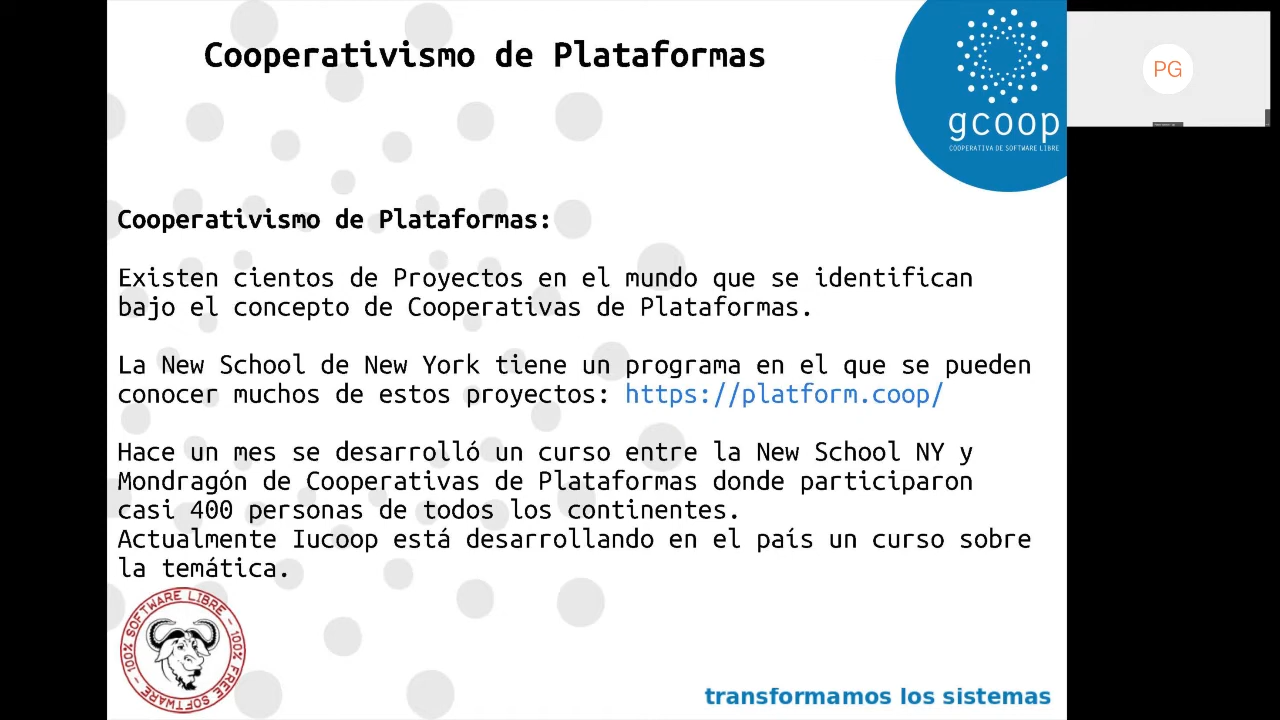 Cooperativismo de Plataformas
gcoop
COOPERATIVA DE SOFTWARE LIBRE
PG
Cooperativismo de Plataformas:
Existen cientos de Proyectos en el mundo que se identifican
bajo el concepto de Cooperativas de Plataformas.
La New School de New York tiene un programa en el que se pueden
conocer muchos de estos proyectos: https://platform.coop/
Hace un mes se desarrolló un curso entre la New School NY y
Mondragón de Cooperativas de Plataformas donde participaron
casi 400 personas de todos los continentes.
Actualmente Iucoop está desarrollando en el país un curso sobre
la temática.
100% SOFTWARE LIBRE - 100% FREE SOFTWARE -
transformamos los sistemas